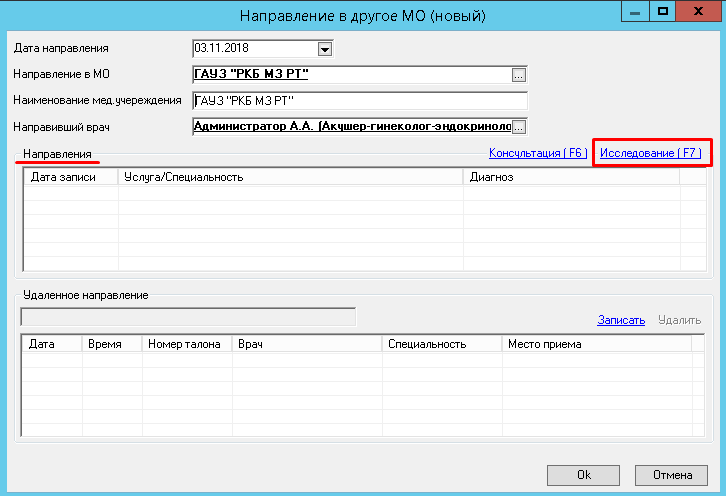 Направление в другое МО (новый)
Дата направления 03.11.2018
Направление в МО ГАУЗ "РКБ МЗ РТ" ...
Наименование мед.учереждения ГАУЗ "РКБ МЗ РТ"
Направивший врач Администратор А.А. (Акушер-гинеколог-эндокриноло ...
Направления Консультация ( F6 ) Исследование ( F7 )
Дата записи Услуга/Специальность Диагноз
Удаленное направление
Записать Удалить
Дата Время Номер талона Врач Специальность Место приема
Ok Отмена